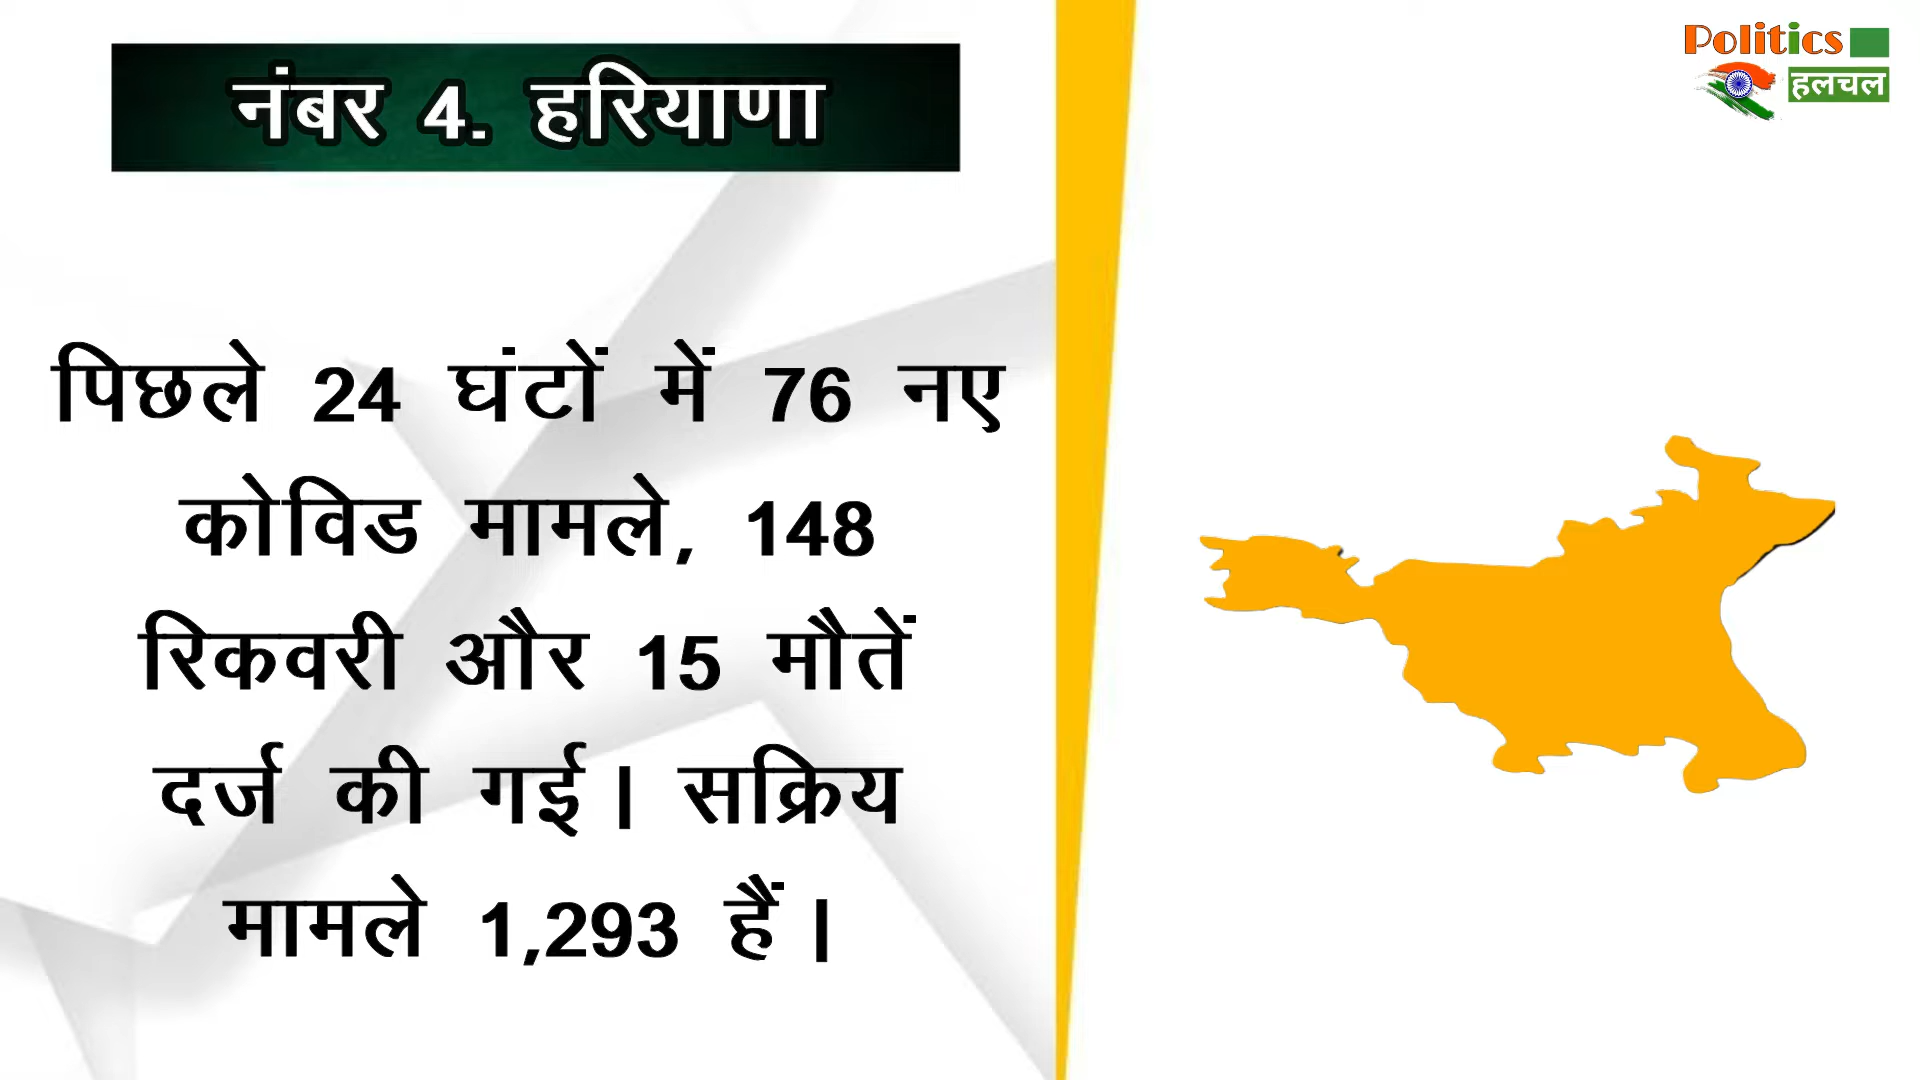 नंबर 4. हरियाणा
Politics
हलचल
पिछले 24 घंटों में 76 नए
कोविड मामले, 148
रिकवरी और 15 मौतें
दर्ज की गई। सक्रिय
मामले 1,293 हैं।